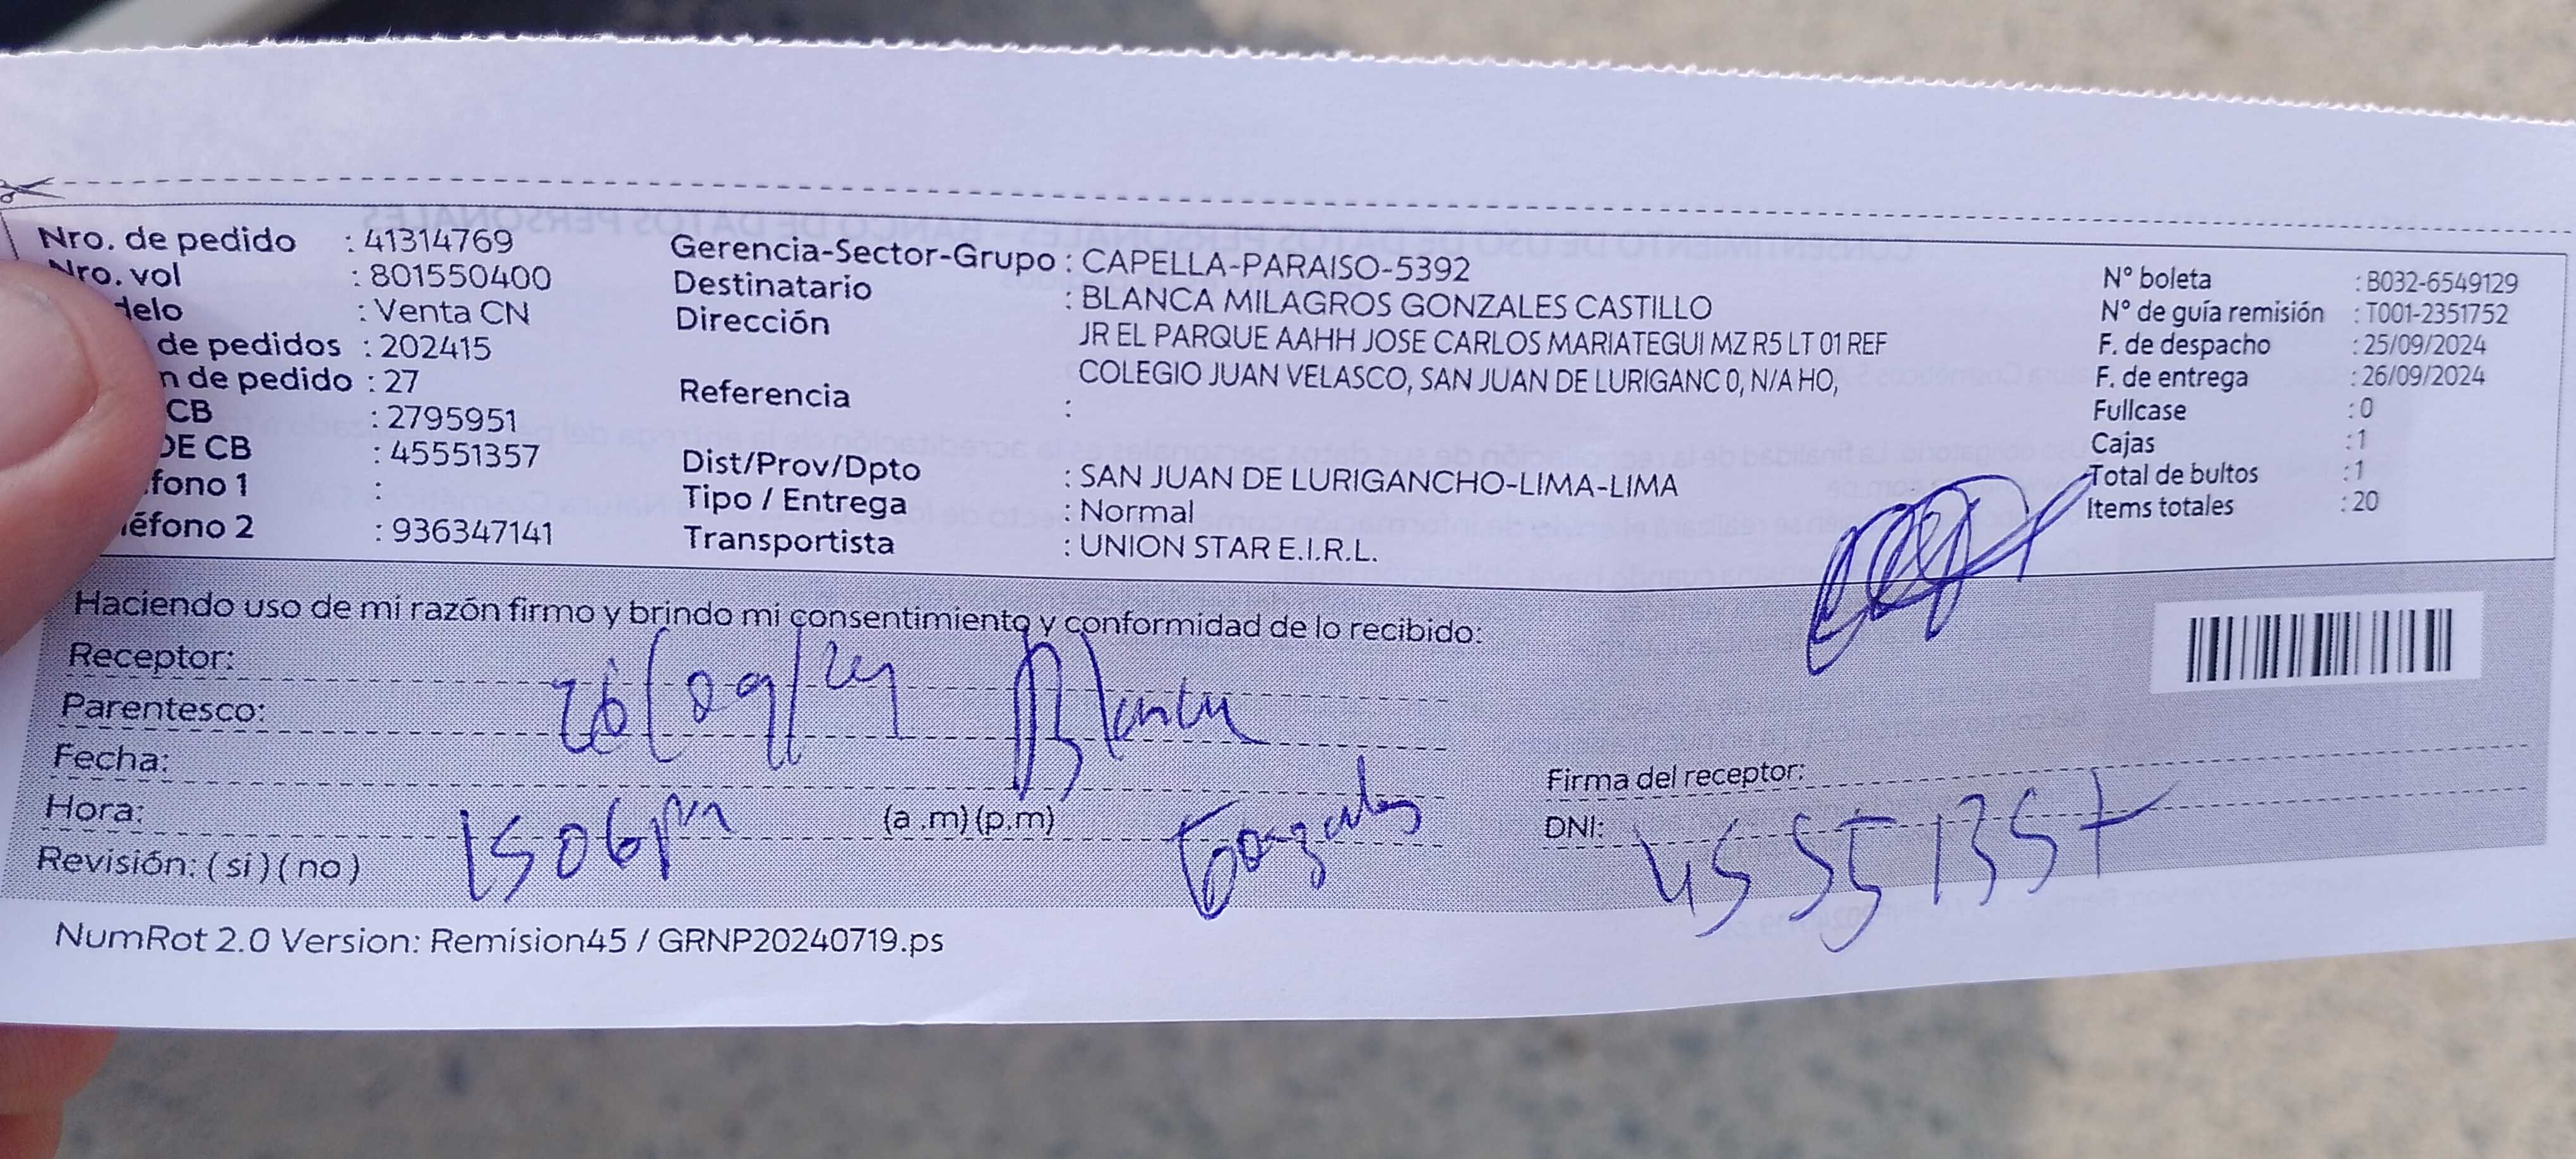 Nro. de pedido : 41314769
Nro. vol : 801550400
delo : Venta CN
de pedidos : 202415
n de pedido : 27
CB : 2795951
DE CB : 45551357
fono 1 :
léfono 2 : 936347141
Gerencia-Sector-Grupo : CAPELLA-PARAISO-5392
Destinatario : BLANCA MILAGROS GONZALES CASTILLO
Dirección JR EL PARQUE AAHH JOSE CARLOS MARIATEGUI MZ R5 LT 01 REF
COLEGIO JUAN VELASCO, SAN JUAN DE LURIGANC 0, N/A HO,
Referencia :
Dist/Prov/Dpto : SAN JUAN DE LURIGANCHO-LIMA-LIMA
Tipo / Entrega : Normal
Transportista : UNION STAR E.I.R.L.
N° boleta : B032-6549129
N° de guía remisión : T001-2351752
F. de despacho : 25/09/2024
F. de entrega : 26/09/2024
Fullcase : 0
Cajas : 1
Total de bultos : 1
Items totales : 20
Haciendo uso de mi razón firmo y brindo mi consentimiento y conformidad de lo recibido:
Receptor:
Parentesco: 26/09/24 Blanca
Fecha:
Hora: 1506pm (a .m) (p.m) Gonzales
Revisión: ( si ) ( no )
Firma del receptor:
DNI: 45551357
NumRot 2.0 Version: Remision45 / GRNP20240719.ps